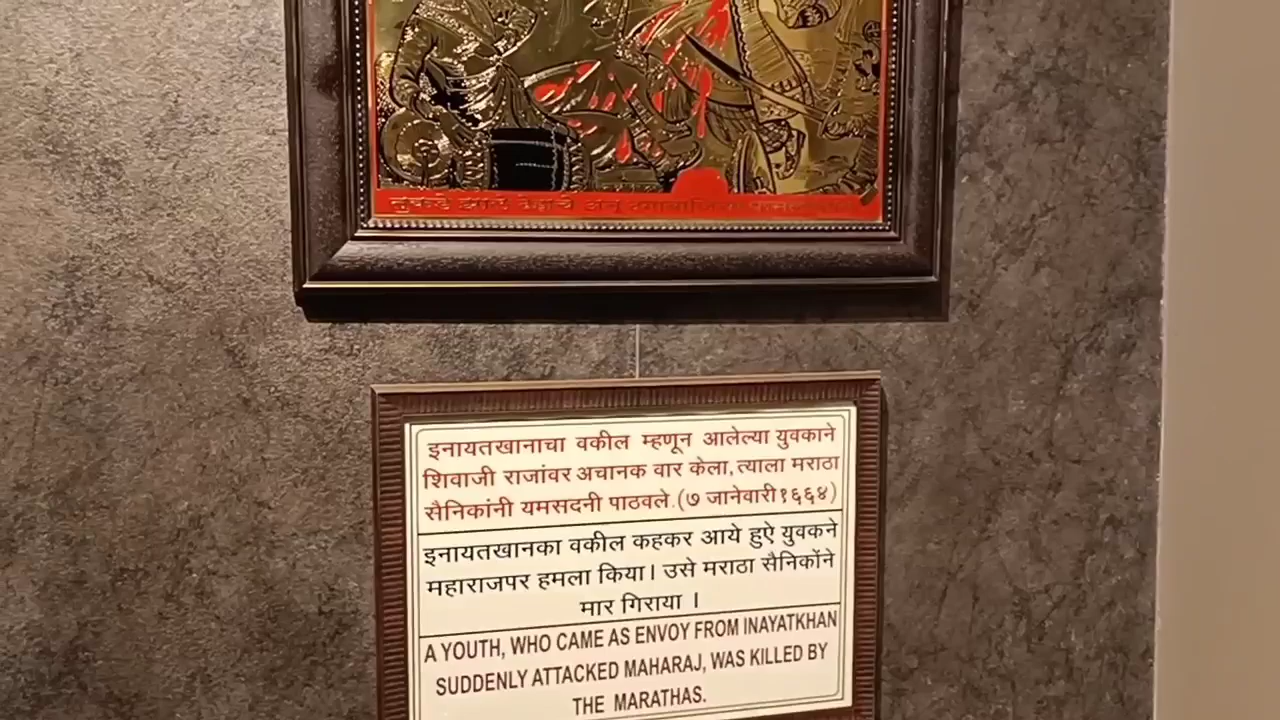 इनायतखानाचा वकील म्हणून आलेल्या युवकाने
शिवाजी राजांवर अचानक वार केला, त्याला मराठा
सैनिकांनी यमसदनी पाठवले.(७ जानेवारी१६६४)
इनायतखानका वकील कहकर आये हुऐ युवकने
महाराजपर हमला किया। उसे मराठा सैनिकोंने
मार गिराया ।
A YOUTH, WHO CAME AS ENVOY FROM INAYATKHAN
SUDDENLY ATTACKED MAHARAJ, WAS KILLED BY
THE MARATHAS.